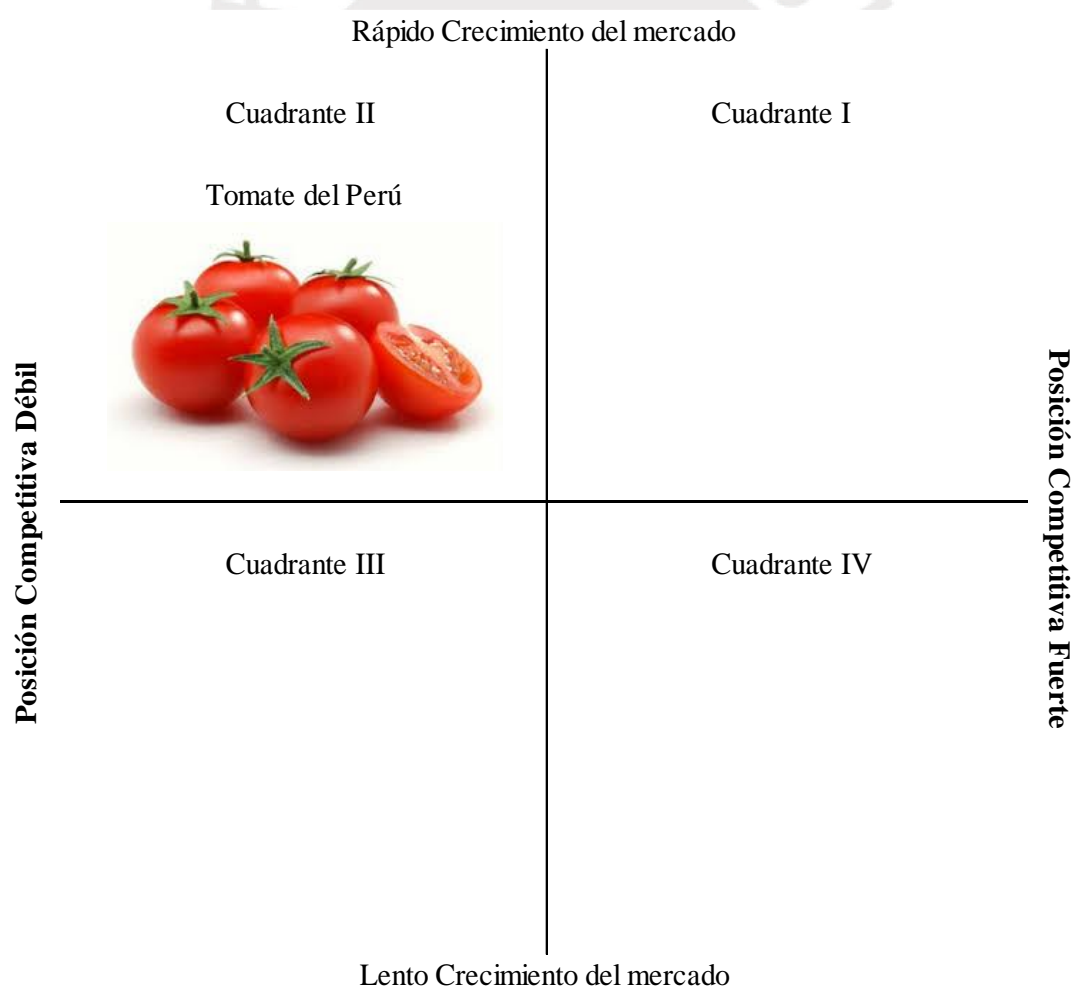 Rápido Crecimiento del mercado
Cuadrante II
Cuadrante I
Tomate del Perú
Posición Competitiva Débil
Posición Competitiva Fuerte
Cuadrante III
Cuadrante IV
Lento Crecimiento del mercado